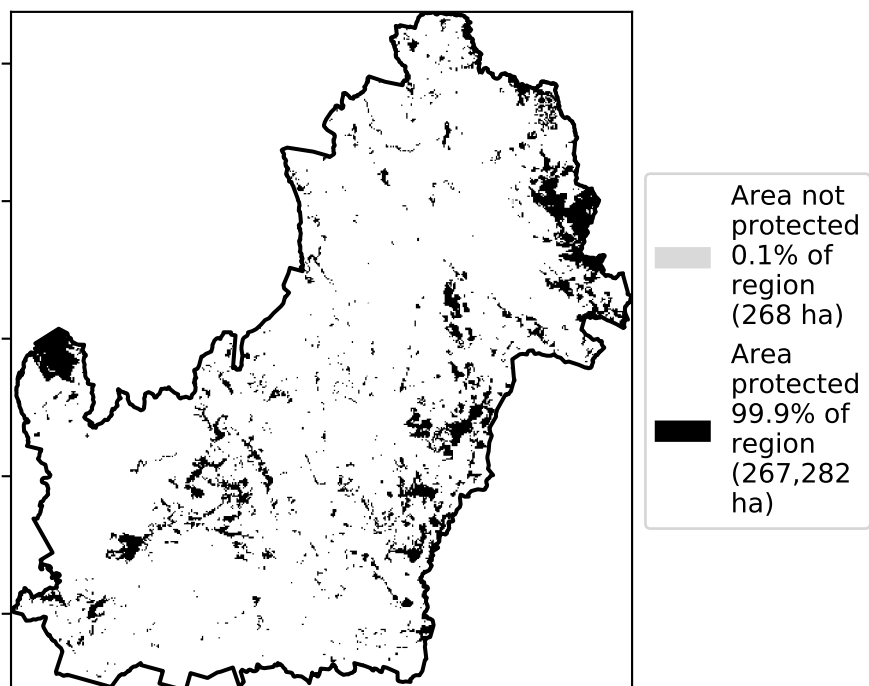 Area not
protected
0.1% of
region
(268 ha)
Area
protected
99.9% of
region
(267,282
ha)